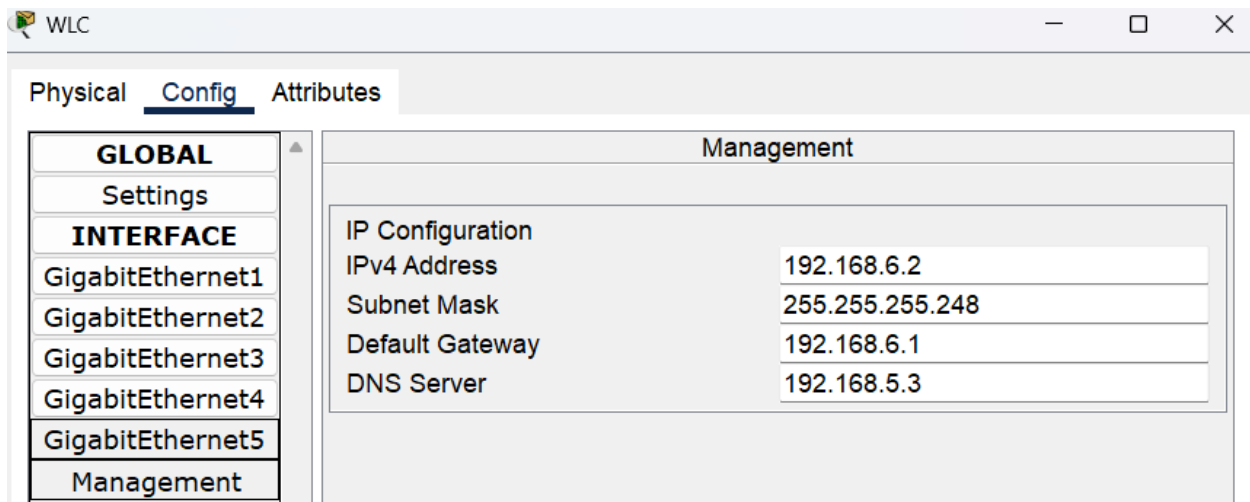 WLC
Physical Config Attributes
GLOBAL
Settings
INTERFACE
GigabitEthernet1
GigabitEthernet2
GigabitEthernet3
GigabitEthernet4
GigabitEthernet5
Management
Management
IP Configuration
IPv4 Address 192.168.6.2
Subnet Mask 255.255.255.248
Default Gateway 192.168.6.1
DNS Server 192.168.5.3